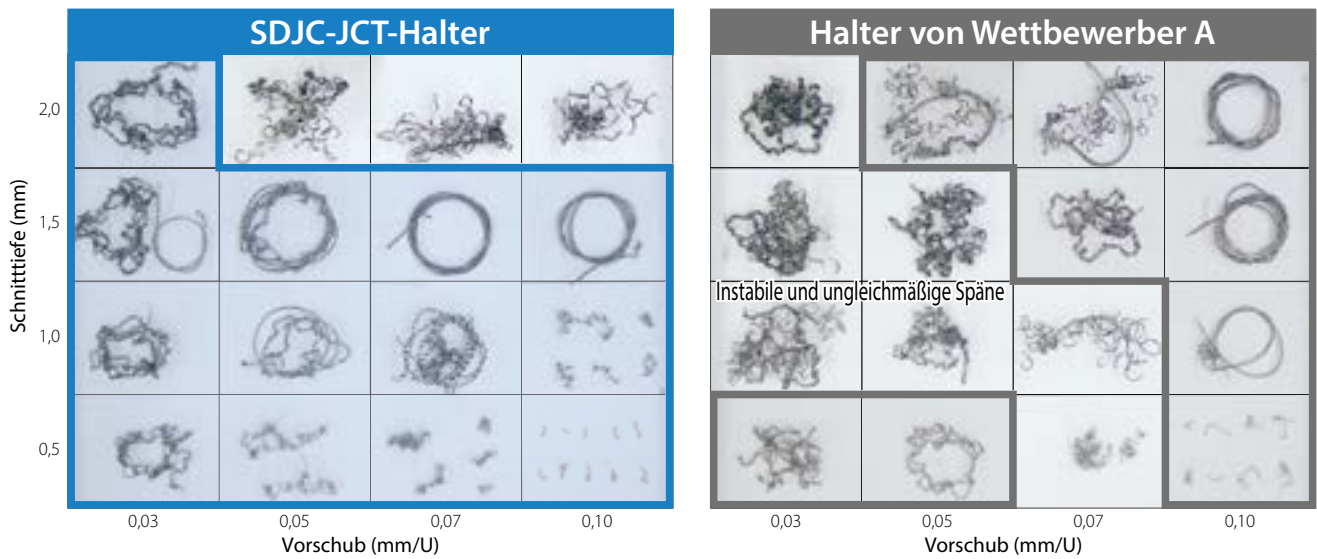 SDJC-JCT-Halter
Halter von Wettbewerber A
Schnitttiefe (mm)
2,0
1,5
1,0
0,5
Instabile und ungleichmäßige Späne
0,03 0,05 0,07 0,10
Vorschub (mm/U)
0,03 0,05 0,07 0,10
Vorschub (mm/U)